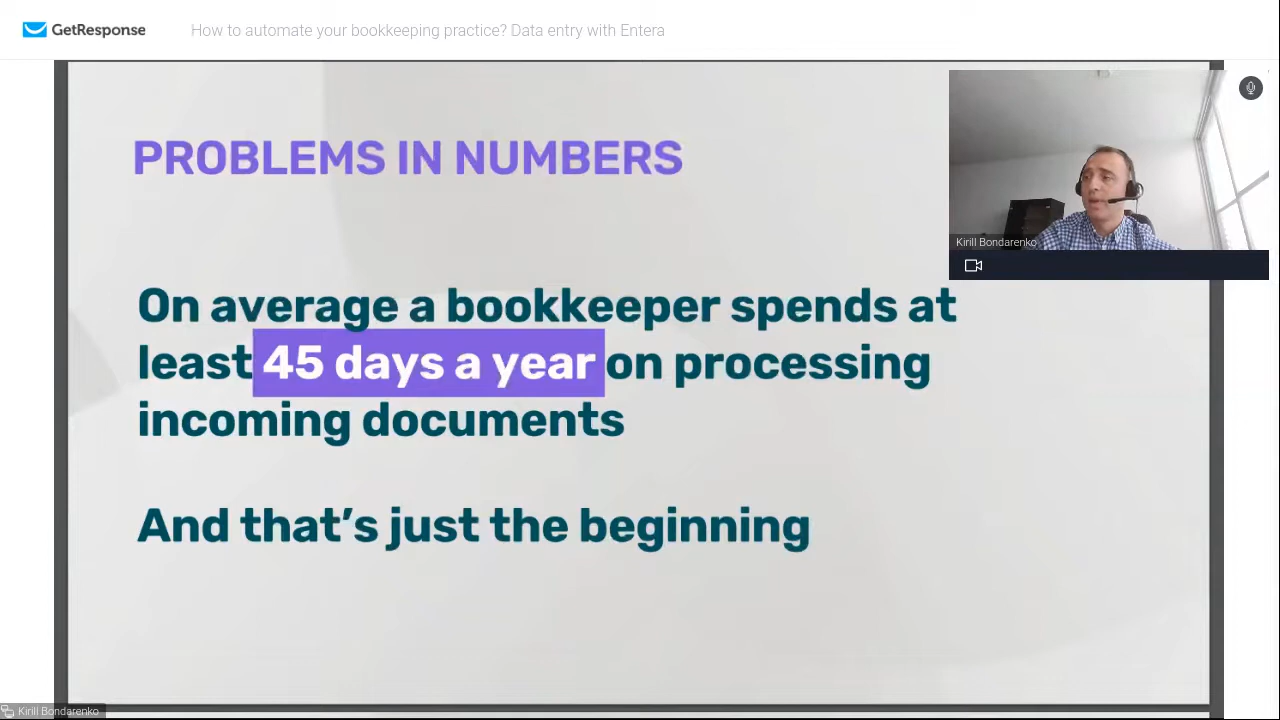 GetResponse
How to automate your bookkeeping practice? Data entry with Entera
PROBLEMS IN NUMBERS
Kirill Bondarenko
On average a bookkeeper spends at
least 45 days a year on processing
incoming documents
And that’s just the beginning
Kirill Bondarenko